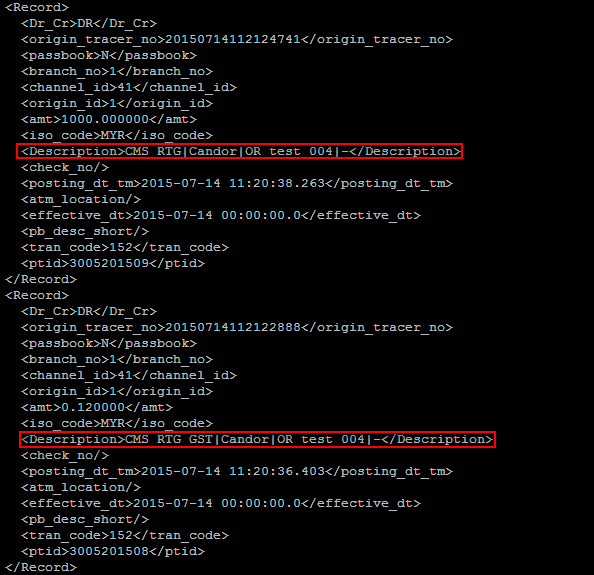 <Record>
<Dr_Cr>DR</Dr_Cr>
<origin_tracer_no>20150714112124741</origin_tracer_no>
<passbook>N</passbook>
<branch_no>1</branch_no>
<channel_id>41</channel_id>
<origin_id>1</origin_id>
<amt>1000.000000</amt>
<iso_code>MYR</iso_code>
<Description>CMS RTG|Candor|OR test 004|-</Description>
<check_no/>
<posting_dt_tm>2015-07-14 11:20:38.263</posting_dt_tm>
<atm_location/>
<effective_dt>2015-07-14 00:00:00.0</effective_dt>
<pb_desc_short/>
<tran_code>152</tran_code>
<ptid>3005201509</ptid>
</Record>
<Record>
<Dr_Cr>DR</Dr_Cr>
<origin_tracer_no>20150714112122888</origin_tracer_no>
<passbook>N</passbook>
<branch_no>1</branch_no>
<channel_id>41</channel_id>
<origin_id>1</origin_id>
<amt>0.120000</amt>
<iso_code>MYR</iso_code>
<Description>CMS RTG GST|Candor|OR test 004|-</Description>
<check_no/>
<posting_dt_tm>2015-07-14 11:20:36.403</posting_dt_tm>
<atm_location/>
<effective_dt>2015-07-14 00:00:00.0</effective_dt>
<pb_desc_short/>
<tran_code>152</tran_code>
<ptid>3005201508</ptid>
</Record>